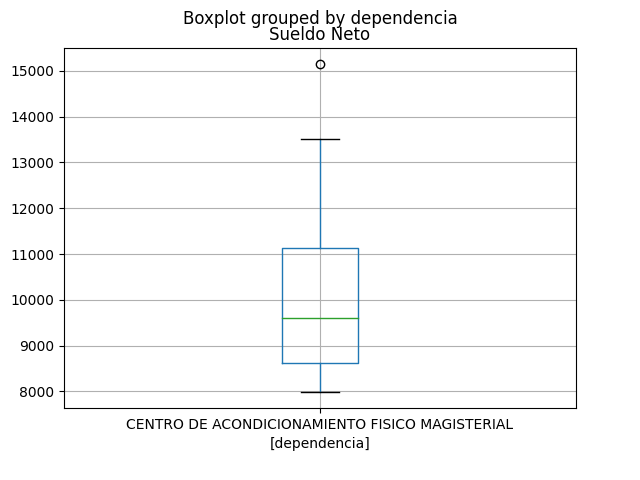 Boxplot grouped by dependencia
Sueldo Neto
15000
14000
13000
12000
11000
10000
9000
8000
CENTRO DE ACONDICIONAMIENTO FISICO MAGISTERIAL
[dependencia]